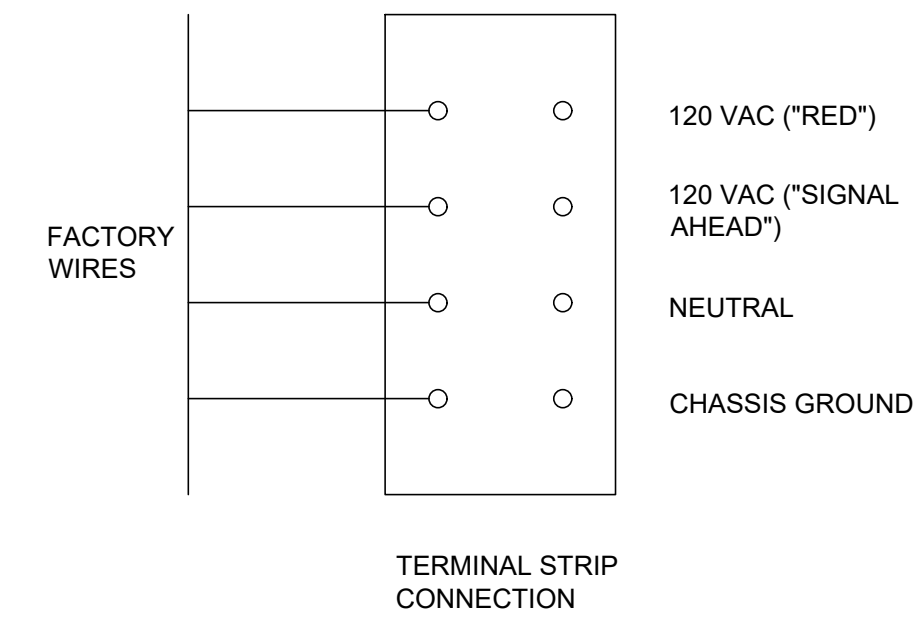 120 VAC ("RED")
120 VAC ("SIGNAL
AHEAD")
FACTORY
WIRES
NEUTRAL
CHASSIS GROUND
TERMINAL STRIP
CONNECTION